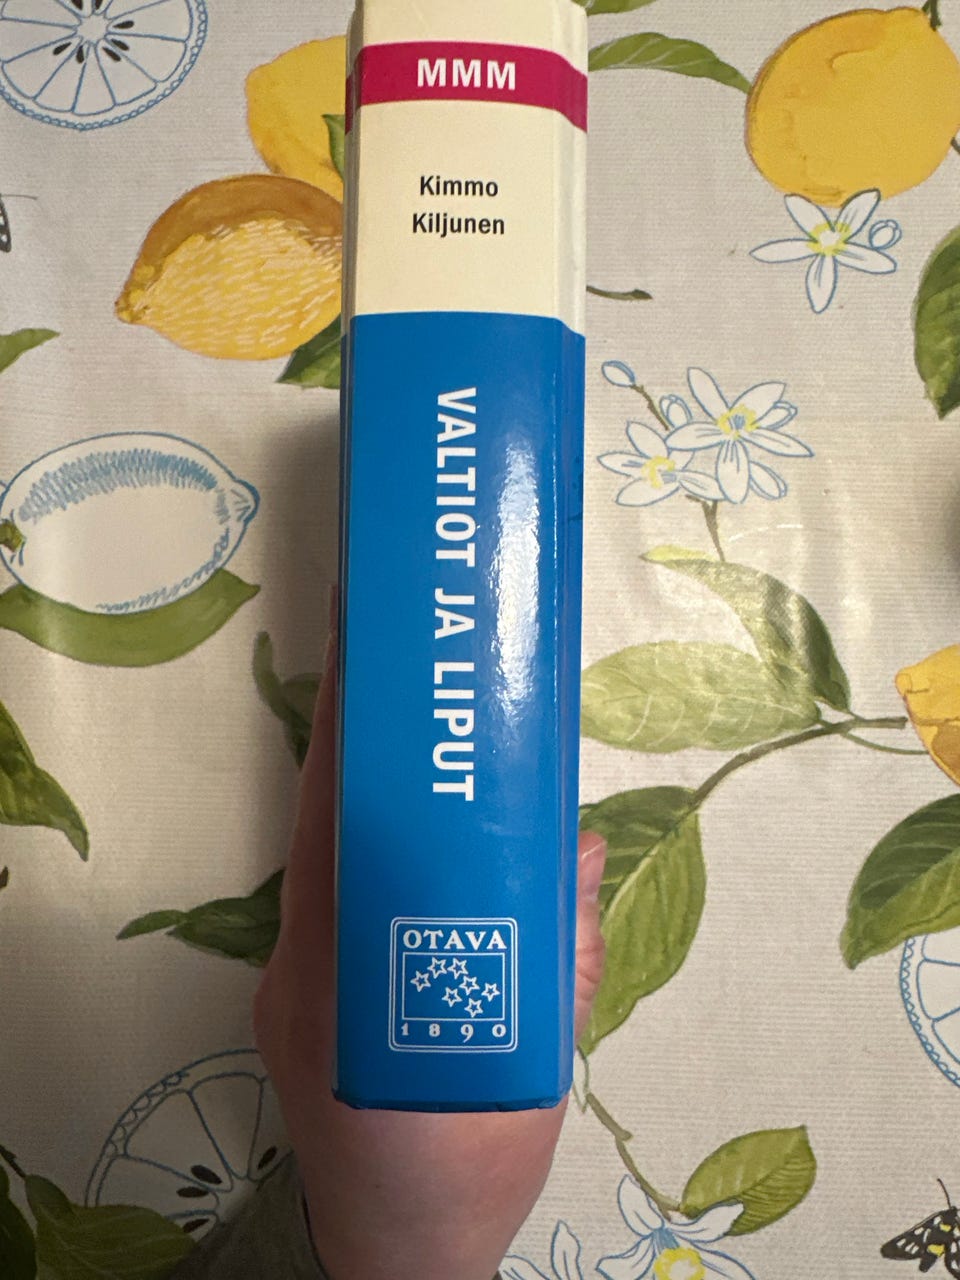 MMM
Kimmo
Kiljunen
VALTIOT JA LIPUT
OTAVA
1890